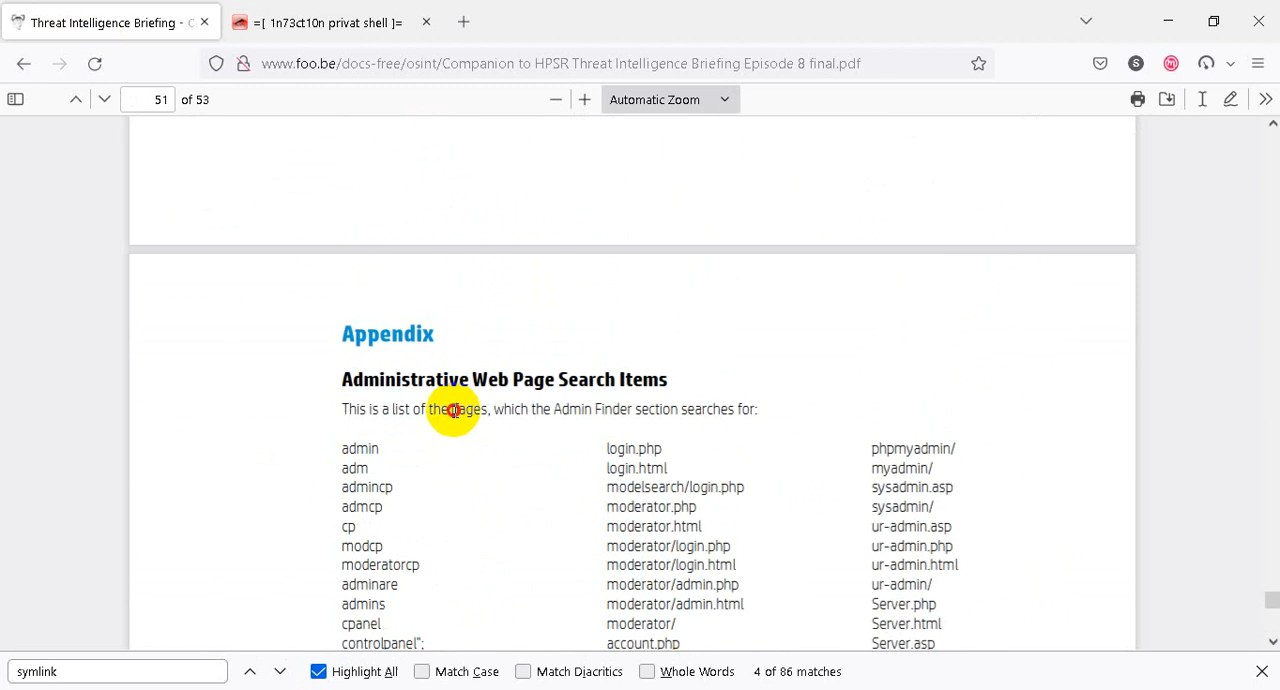 Threat Intelligence Briefing - C
=[ 1n73ct10n privat shell ]=
www.foo.be/docs-free/osint/Companion to HPSR Threat Intelligence Briefing Episode 8 final.pdf
S
51 of 53
Automatic Zoom
Appendix
Administrative Web Page Search Items
This is a list of the pages, which the Admin Finder section searches for:
admin
adm
admincp
admcp
cp
modcp
moderatorcp
adminare
admins
cpanel
controlpanel";
login.php
login.html
modelsearch/login.php
moderator.php
moderator.html
moderator/login.php
moderator/login.html
moderator/admin.php
moderator/admin.html
moderator/
account.php
phpmyadmin/
myadmin/
sysadmin.asp
sysadmin/
ur-admin.asp
ur-admin.php
ur-admin.html
ur-admin/
Server.php
Server.html
Server.asp
symlink
Highlight All
Match Case
Match Diacritics
Whole Words
4 of 86 matches